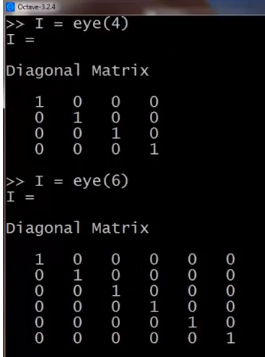 Octave-3.2.4
>> I = eye(4)
I =
Diagonal Matrix
1 0 0 0
0 1 0 0
0 0 1 0
0 0 0 1
>> I = eye(6)
I =
Diagonal Matrix
1 0 0 0 0 0
0 1 0 0 0 0
0 0 1 0 0 0
0 0 0 1 0 0
0 0 0 0 1 0
0 0 0 0 0 1